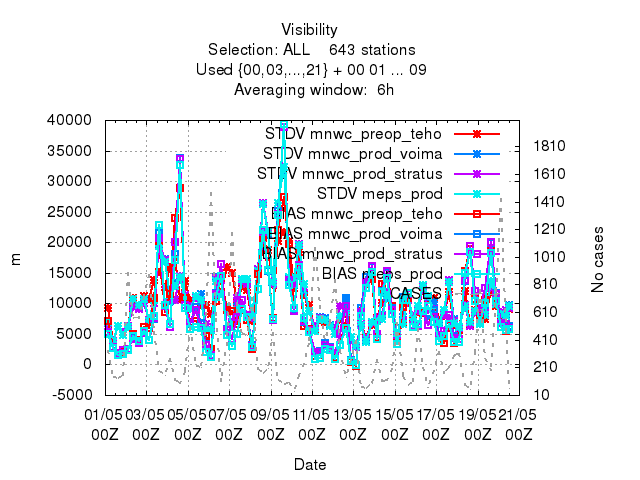 Visibility
Selection: ALL    643 stations
Used {00,03,...,21} + 00 01 ... 09
Averaging window:  6h
m
40000
35000
30000
25000
20000
15000
10000
5000
0
-5000
STDV mnwc_preop_teho
STDV mnwc_prod_voima
STDV mnwc_prod_stratus
STDV meps_prod
BIAS mnwc_preop_teho
BIAS mnwc_prod_voima
BIAS mnwc_prod_stratus
BIAS meps_prod
CASES
1810
1610
1410
1210
1010
810
610
410
210
10
No cases
01/05 03/05 05/05 07/05 09/05 11/05 13/05 15/05 17/05 19/05 21/05
00Z 00Z 00Z 00Z 00Z 00Z 00Z 00Z 00Z 00Z 00Z
Date